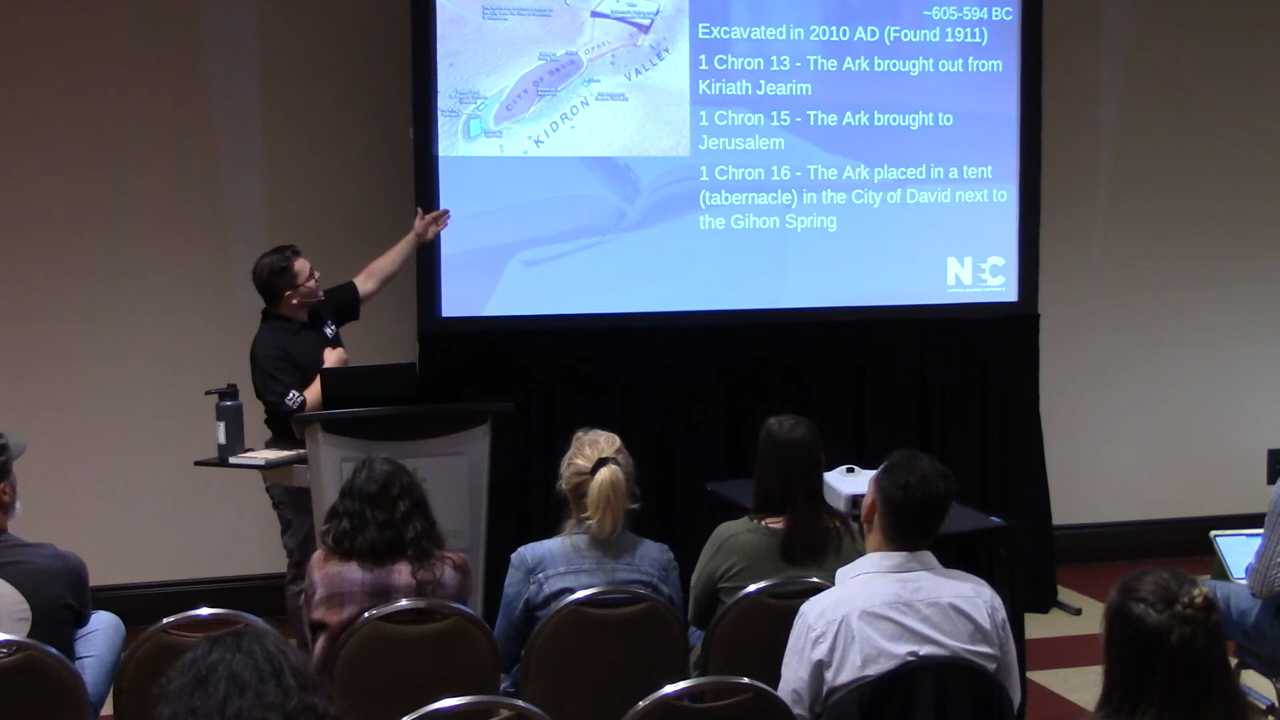 ~605-594 BC
Excavated in 2010 AD (Found 1911)
1 Chron 13 - The Ark brought out from
Kiriath Jearim
1 Chron 15 - The Ark brought to
Jerusalem
1 Chron 16 - The Ark placed in a tent
(tabernacle) in the City of David next to
the Gihon Spring
OPHEL
CITY OF DAVID
KIDRON VALLEY
NEC
NEC